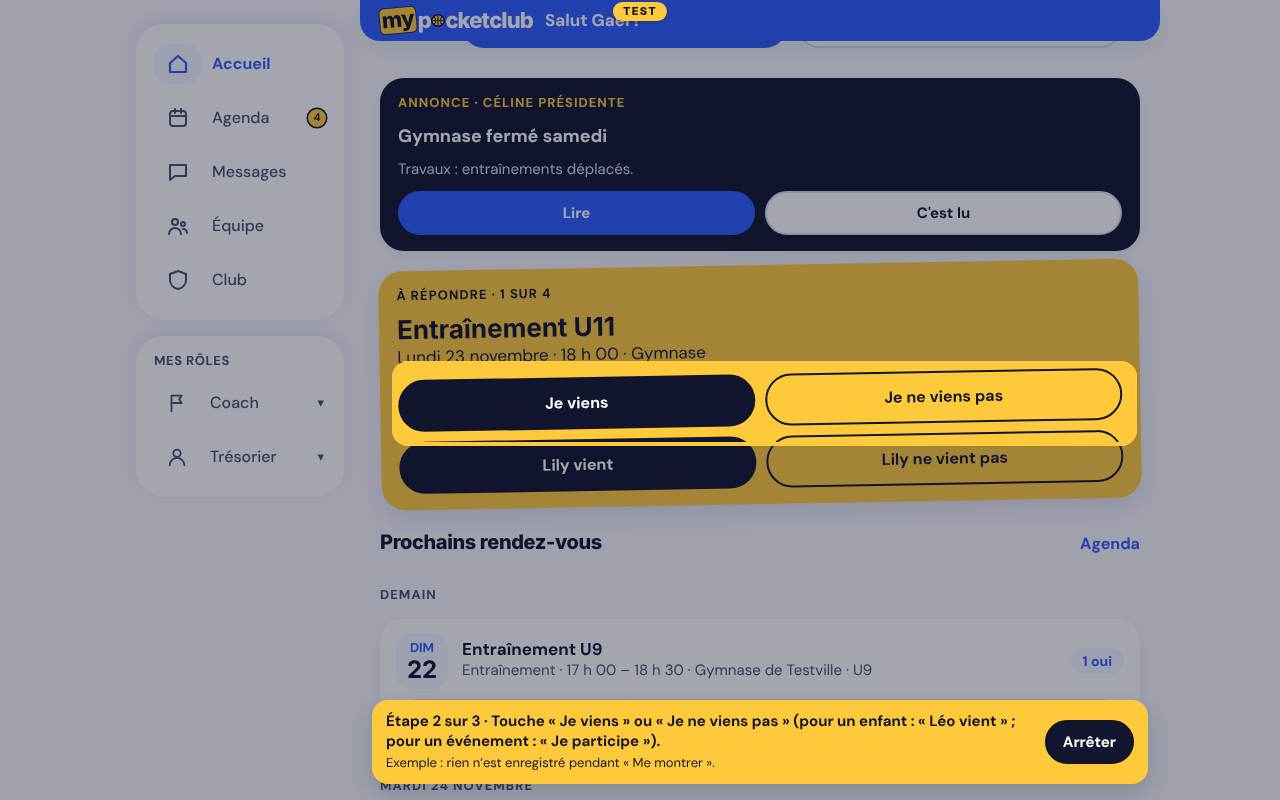 TEST
mypocketclub Salut Gaël !
Accueil
Agenda 4
Messages
Équipe
Club
MES RÔLES
Coach ▾
Trésorier ▾
ANNONCE · CÉLINE PRÉSIDENTE
Gymnase fermé samedi
Travaux : entraînements déplacés.
Lire C'est lu
À RÉPONDRE · 1 SUR 4
Entraînement U11
Lundi 23 novembre · 18 h 00 · Gymnase
Je viens Je ne viens pas
Lily vient Lily ne vient pas
Prochains rendez-vous Agenda
DEMAIN
DIM
22
Entraînement U9
Entraînement · 17 h 00 – 18 h 30 · Gymnase de Testville · U9
1 oui
Étape 2 sur 3 · Touche « Je viens » ou « Je ne viens pas » (pour un enfant : « Léo vient » ;
pour un événement : « Je participe »).
Exemple : rien n’est enregistré pendant « Me montrer ».
Arrêter
MARDI 24 NOVEMBRE